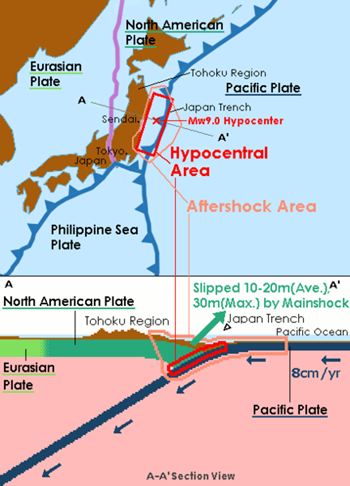 North American
Plate
Eurasian
Plate
Tohoku Region
Pacific Plate
A
Japan Trench
Sendai
Mw9.0 Hypocenter
A'
Tokyo
Japan
Hypocentral
Area
Aftershock Area
Philippine Sea
Plate
A
A'
Slipped 10-20m(Ave.),
30m(Max.) by Mainshock
North American Plate
Tohoku Region
Japan Trench
Pacific Ocean
Eurasian
Plate
8cm/yr
Pacific Plate
A-A' Section View